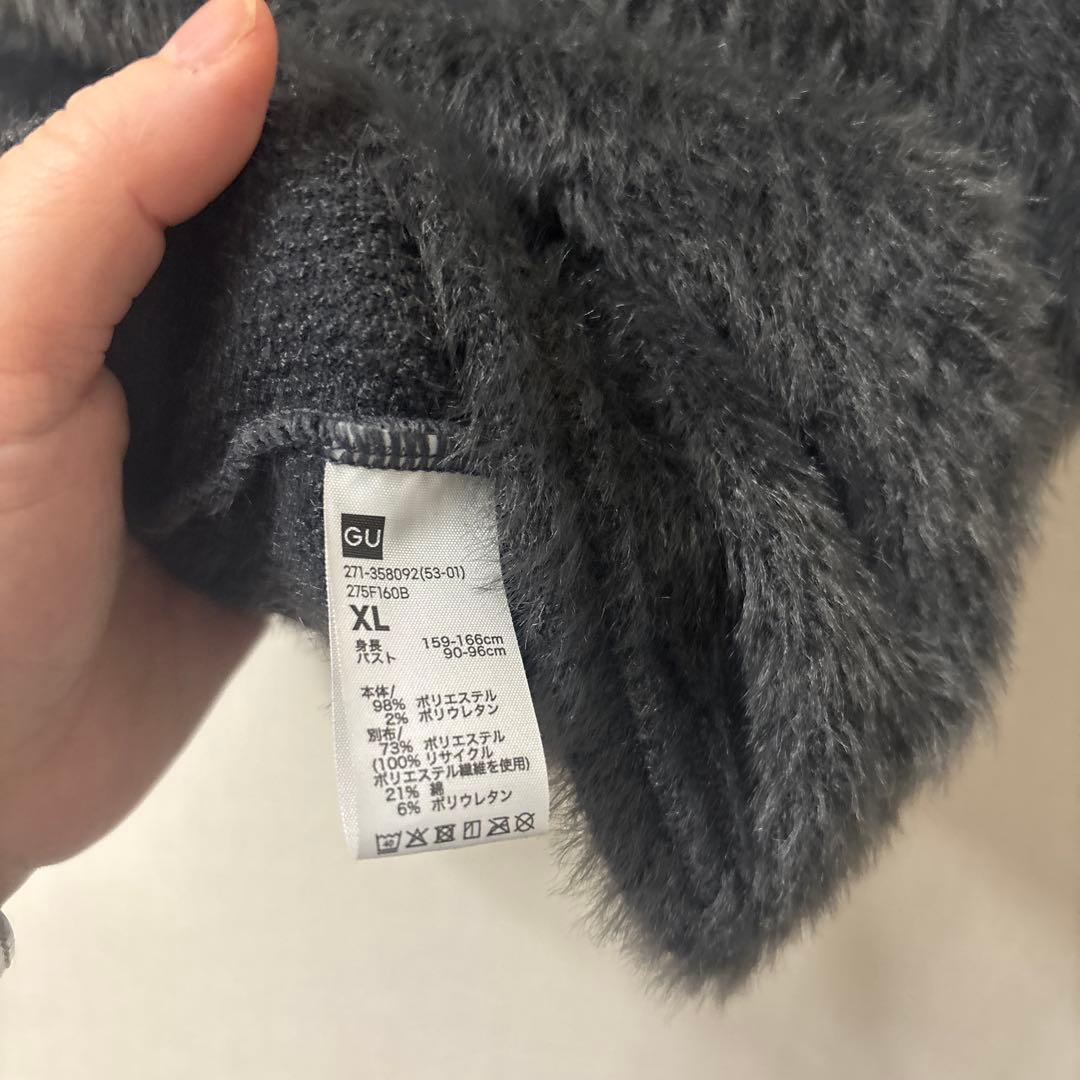 GU
271-358092(53-01)
275F160B
XL
身長 159-166cm
バスト 90-96cm
本体/
98% ポリエステル
2% ポリウレタン
別布/
73% ポリエステル
(100% リサイクル
ポリエステル繊維を使用)
21% 綿
6% ポリウレタン
40